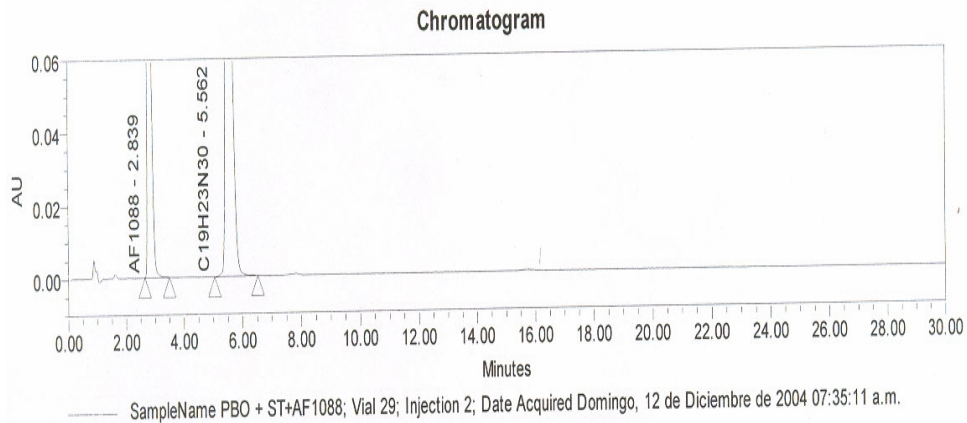 Chromatogram
AU
0.06
0.04
0.02
0.00
AF1088 - 2.839
C19H23N3O - 5.562
0.00 2.00 4.00 6.00 8.00 10.00 12.00 14.00 16.00 18.00 20.00 22.00 24.00 26.00 28.00 30.00
Minutes
SampleName PBO + ST+AF1088; Vial 29; Injection 2; Date Acquired Domingo, 12 de Diciembre de 2004 07:35:11 a.m.